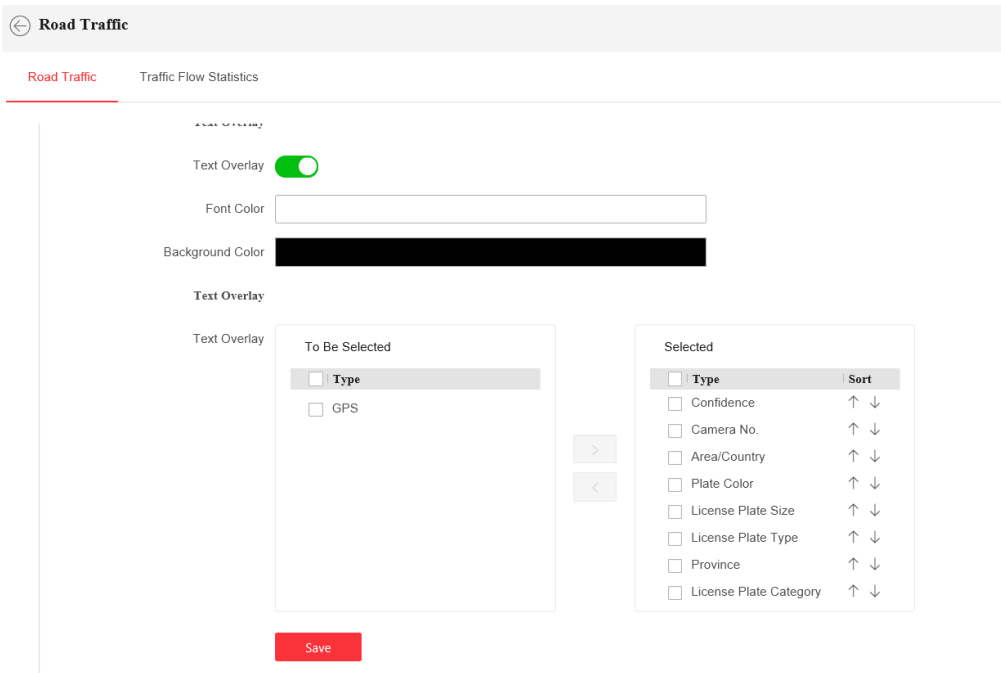 Road Traffic
Road Traffic Traffic Flow Statistics
Text Overlay
Text Overlay
Font Color
Background Color
Text Overlay
Text Overlay
To Be Selected
Type
GPS
>
<
Selected
Type Sort
Confidence ↑ ↓
Camera No. ↑ ↓
Area/Country ↑ ↓
Plate Color ↑ ↓
License Plate Size ↑ ↓
License Plate Type ↑ ↓
Province ↑ ↓
License Plate Category ↑ ↓
Save